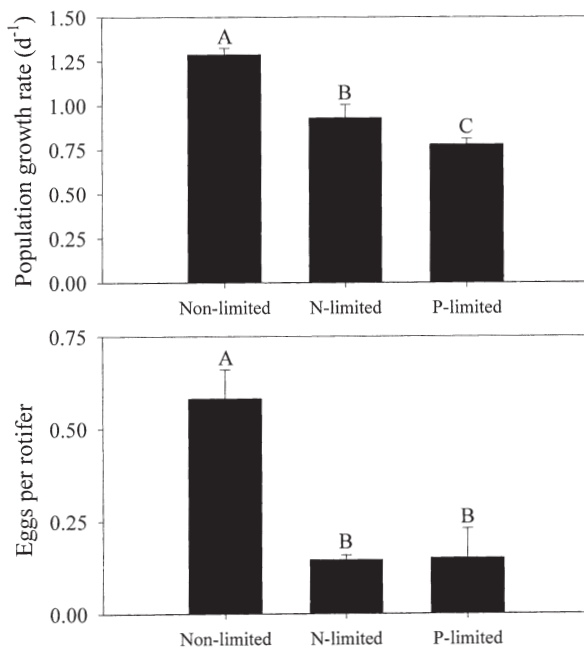 Population growth rate (d⁻¹)
1.50
1.25
1.00
0.75
0.50
0.25
0.00
A
B
C
Non-limited N-limited P-limited
Eggs per rotifer
0.75
0.50
0.25
0.00
A
B
B
Non-limited N-limited P-limited